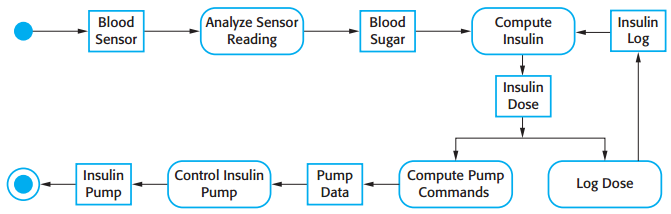 Blood
Sensor
Analyze Sensor
Reading
Blood
Sugar
Compute
Insulin
Insulin
Log
Insulin
Dose
Insulin
Pump
Control Insulin
Pump
Pump
Data
Compute Pump
Commands
Log Dose